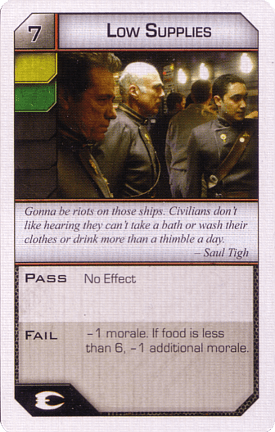 7
LOW SUPPLIES
Gonna be riots on those ships. Civilians don't
like hearing they can't take a bath or wash their
clothes or drink more than a thimble a day.
– Saul Tigh
PASS No Effect
FAIL –1 morale. If food is less
than 6, –1 additional morale.